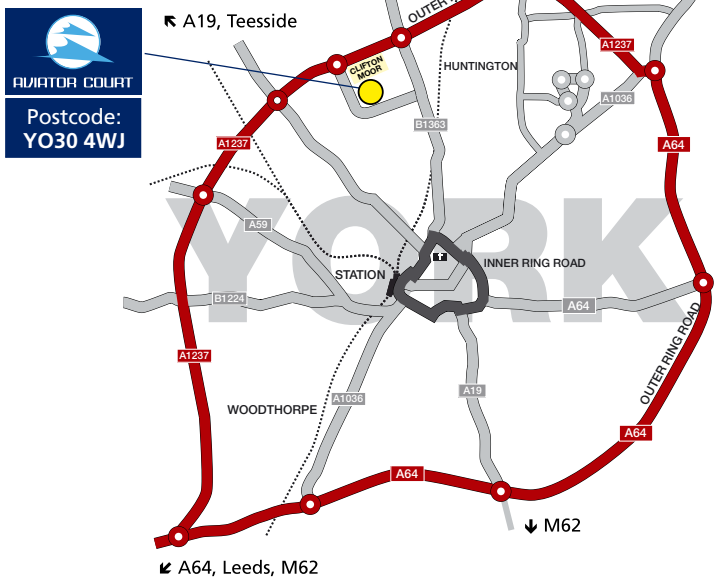 A19, Teesside
OUTER R
AVIATOR COURT
Postcode:
YO30 4WJ
CLIFTON
MOOR
HUNTINGTON
A1237
A1036
B1363
A1237
A64
YORK
A59
STATION
INNER RING ROAD
B1224
A64
OUTER RING ROAD
A1237
A1036
A19
WOODTHORPE
A64
A64
M62
A64, Leeds, M62